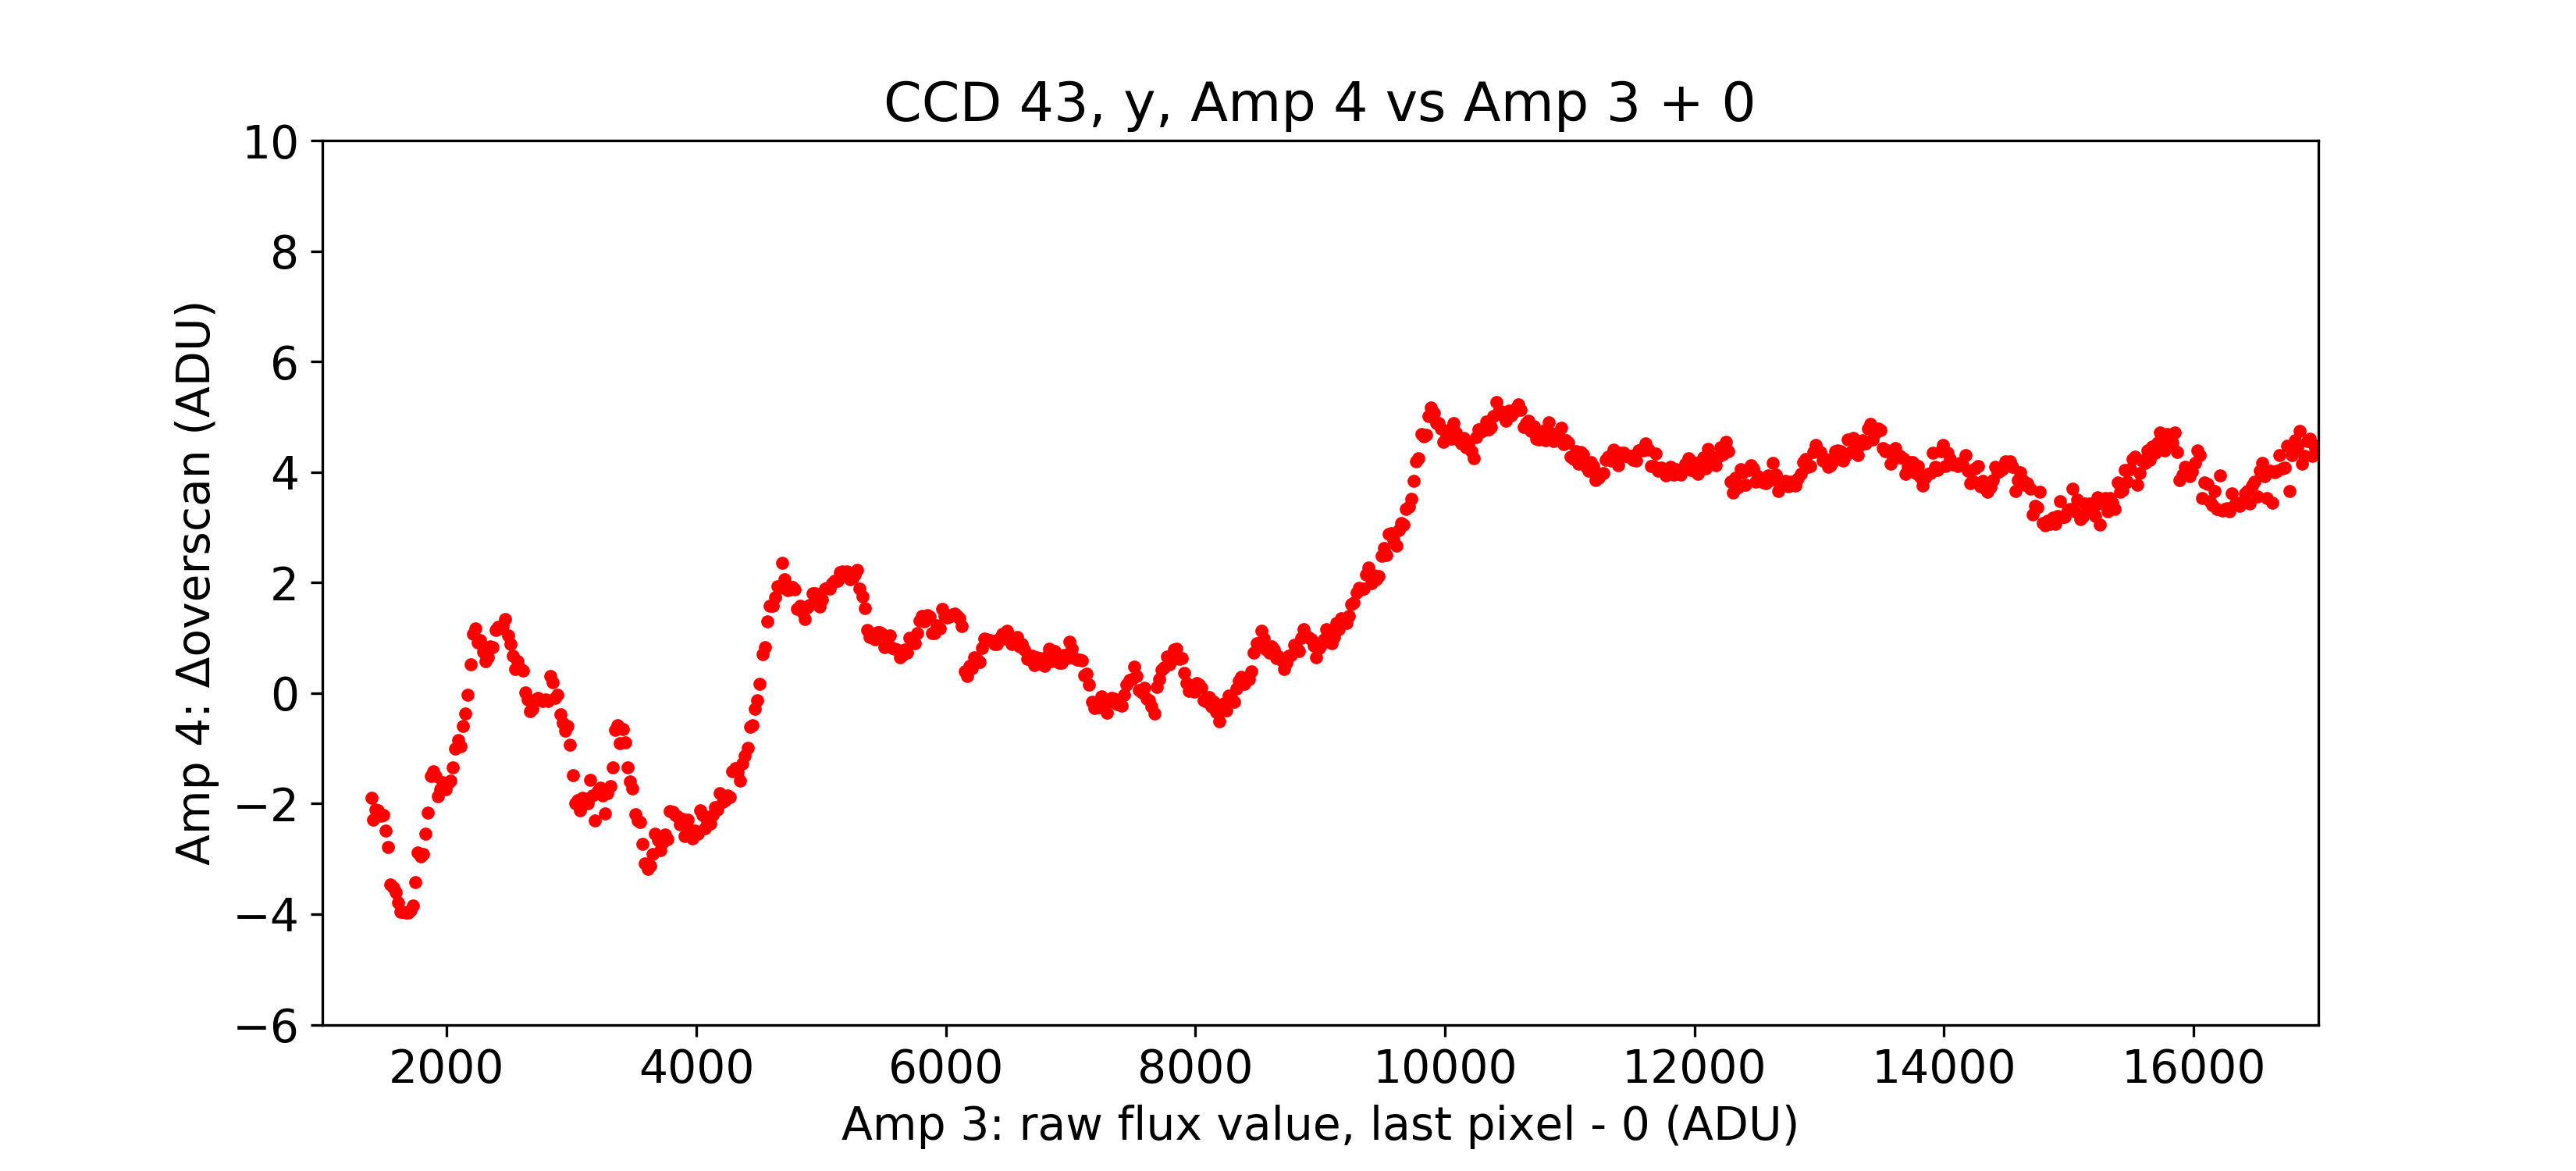 CCD 43, y, Amp 4 vs Amp 3 + 0
Amp 4: Δoverscan (ADU)
10
8
6
4
2
0
−2
−4
−6
2000 4000 6000 8000 10000 12000 14000 16000
Amp 3: raw flux value, last pixel - 0 (ADU)